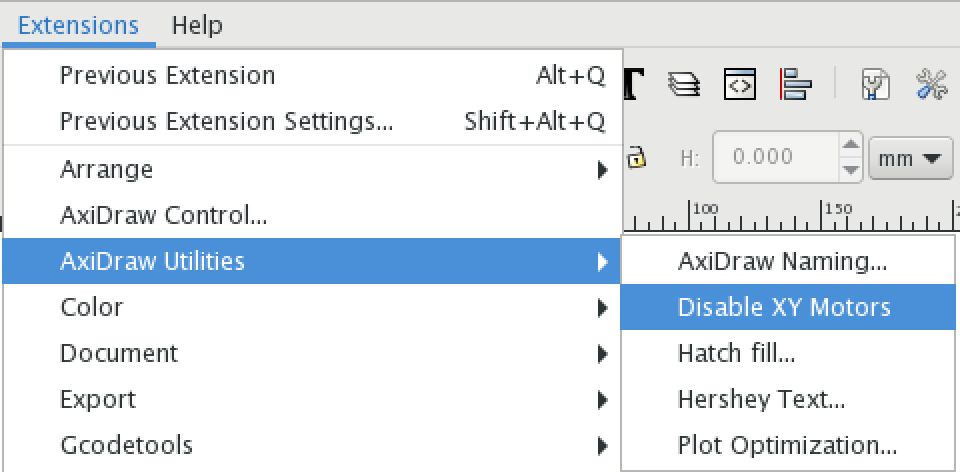 Extensions Help
Previous Extension Alt+Q
Previous Extension Settings... Shift+Alt+Q
H: 0.000 mm
Arrange
AxiDraw Control...
100 150
AxiDraw Utilities
AxiDraw Naming...
Color
Disable XY Motors
Document
Hatch fill...
Export
Hershey Text...
Gcodetools
Plot Optimization...